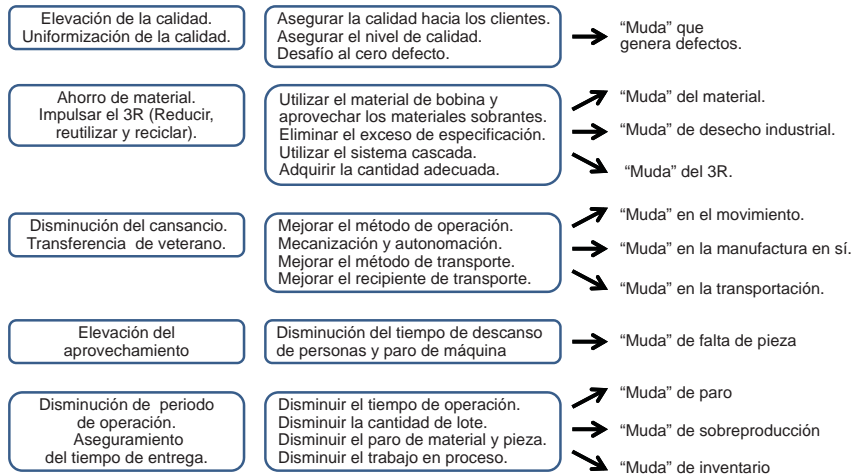 Elevación de la calidad.
Uniformización de la calidad.
Asegurar la calidad hacia los clientes.
Asegurar el nivel de calidad.
Desafío al cero defecto.
“Muda” que
genera defectos.
Ahorro de material.
Impulsar el 3R (Reducir,
reutilizar y reciclar).
Utilizar el material de bobina y
aprovechar los materiales sobrantes.
Eliminar el exceso de especificación.
Utilizar el sistema cascada.
Adquirir la cantidad adecuada.
“Muda” del material.
“Muda” de desecho industrial.
“Muda” del 3R.
Disminución del cansancio.
Transferencia de veterano.
Mejorar el método de operación.
Mecanización y autonomación.
Mejorar el método de transporte.
Mejorar el recipiente de transporte.
“Muda” en el movimiento.
“Muda” en la manufactura en sí.
“Muda” en la transportación.
Elevación del
aprovechamiento
Disminución del tiempo de descanso
de personas y paro de máquina
“Muda” de falta de pieza
Disminución de periodo
de operación.
Aseguramiento
del tiempo de entrega.
Disminuir el tiempo de operación.
Disminuir la cantidad de lote.
Disminuir el paro de material y pieza.
Disminuir el trabajo en proceso.
“Muda” de paro
“Muda” de sobreproducción
“Muda” de inventario